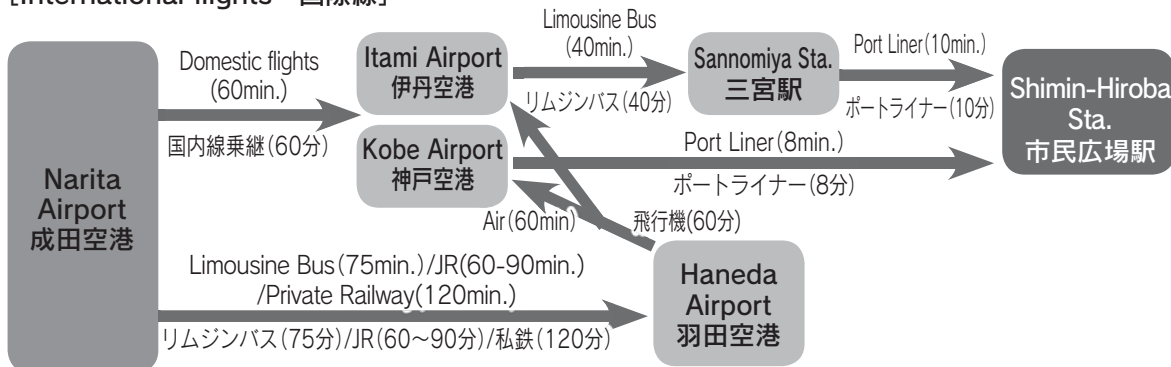 [International flights 国際線]
Narita
Airport
成田空港
Domestic flights
(60min.)
国内線乗継(60分)
Itami Airport
伊丹空港
Kobe Airport
神戸空港
Limousine Bus
(40min.)
リムジンバス(40分)
Sannomiya Sta.
三宮駅
Port Liner(10min.)
ポートライナー(10分)
Shimin-Hiroba
Sta.
市民広場駅
Port Liner(8min.)
ポートライナー(8分)
Air(60min)
飛行機(60分)
Limousine Bus(75min.)/JR(60-90min.)
/Private Railway(120min.)
リムジンバス(75分)/JR(60〜90分)/私鉄(120分)
Haneda
Airport
羽田空港